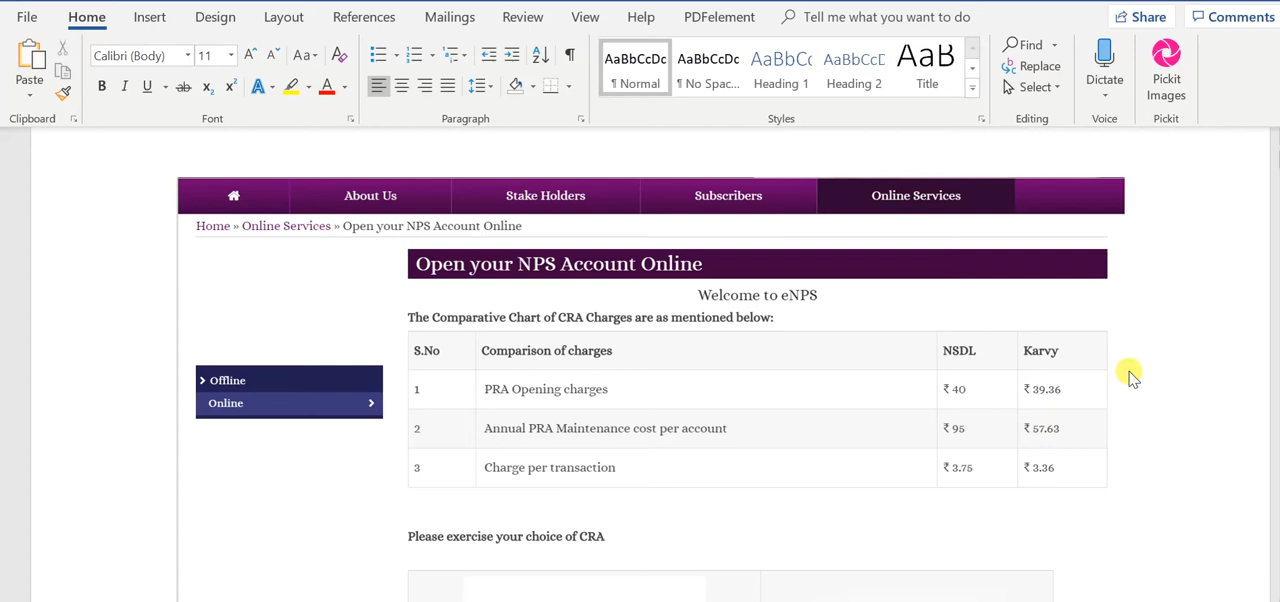 File Home Insert Design Layout References Mailings Review View Help PDFelement Tell me what you want to do Share Comments
Paste Calibri (Body) 11 Aa AaBbCcDc AaBbCcDc AaBbCc AaBbCcD AaB Find Replace Select Dictate Pickit Images
B I U ab x₂ x² A A ¶ Normal ¶ No Spac... Heading 1 Heading 2 Title
Clipboard Font Paragraph Styles Editing Voice Pickit
About Us Stake Holders Subscribers Online Services
Home » Online Services » Open your NPS Account Online
Open your NPS Account Online
Welcome to eNPS
The Comparative Chart of CRA Charges are as mentioned below:
S.No Comparison of charges NSDL Karvy
Offline
Online
1 PRA Opening charges ₹ 40 ₹ 39.36
2 Annual PRA Maintenance cost per account ₹ 95 ₹ 57.63
3 Charge per transaction ₹ 3.75 ₹ 3.36
Please exercise your choice of CRA